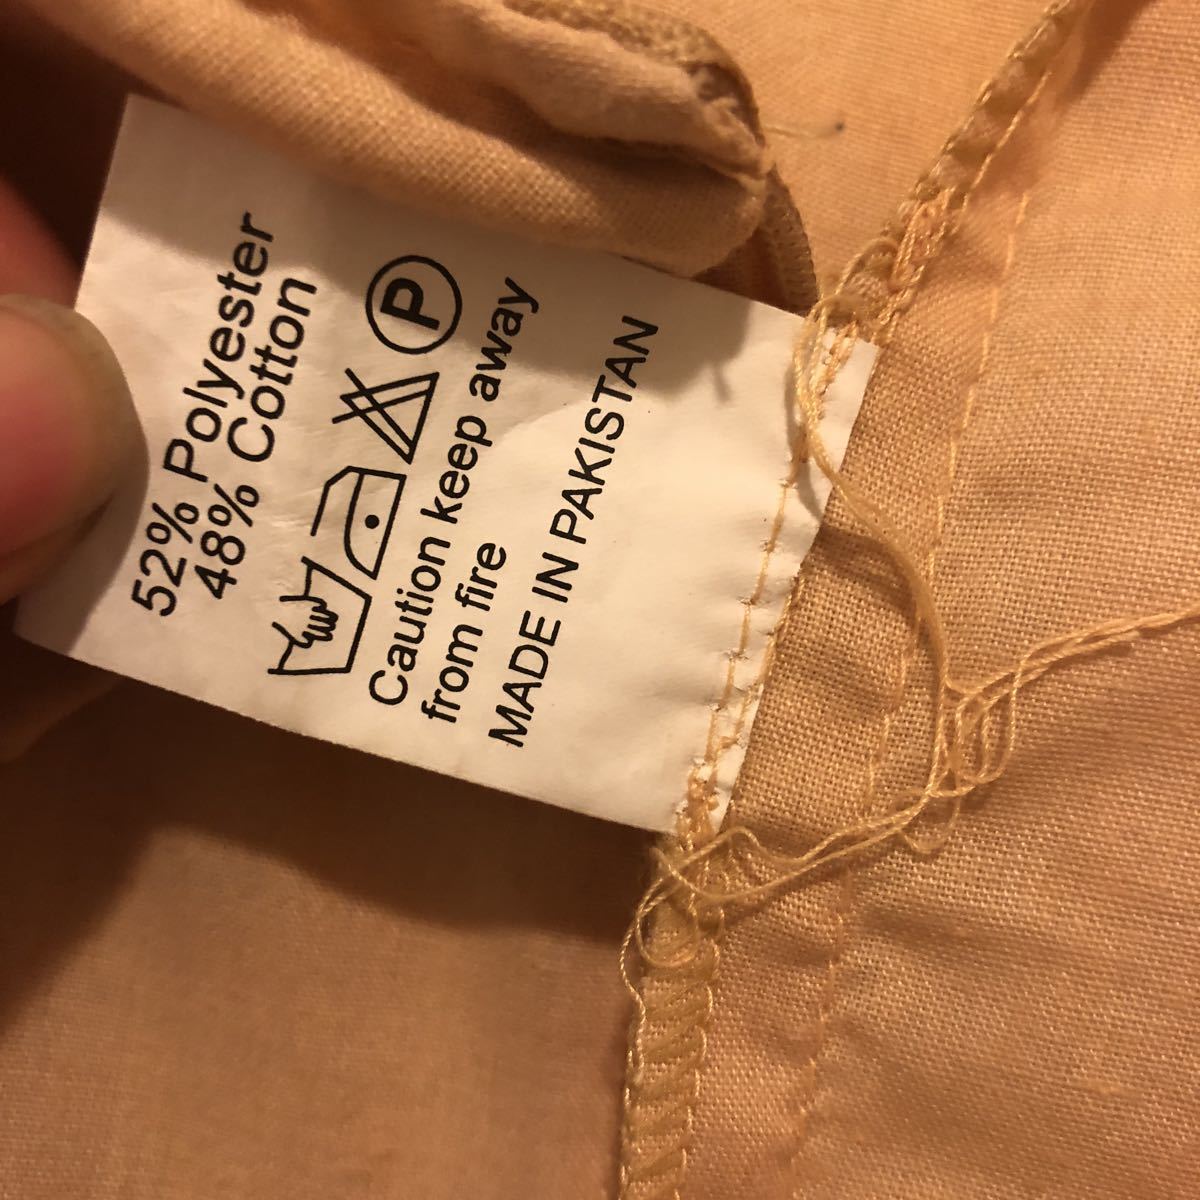 52% Polyester
48% Cotton
P
Caution keep away
from fire
MADE IN PAKISTAN